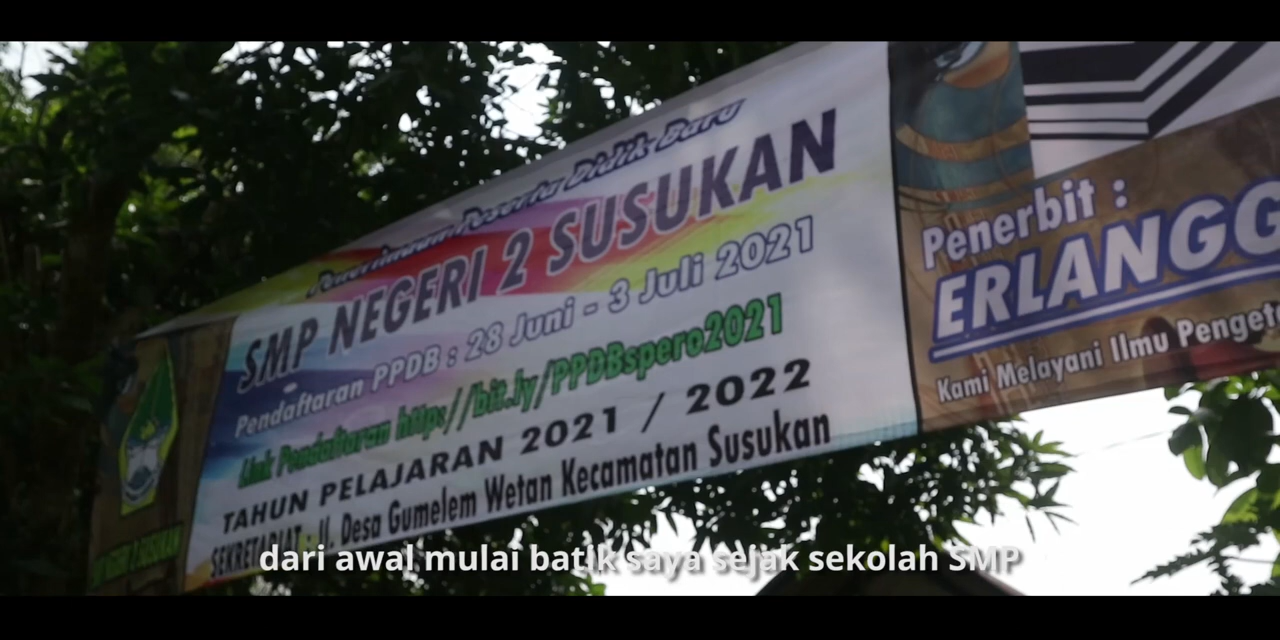 Penerimaan Peserta Didik Baru
SMP NEGERI 2 SUSUKAN
Pendaftaran PPDB : 28 Juni - 3 Juli 2021
Link Pendaftaran http://bit.ly/PPDBspero2021
TAHUN PELAJARAN 2021 / 2022
SEKRETARIAT : Jl. Desa Gumelem Wetan Kecamatan Susukan
Penerbit :
ERLANGG
Kami Melayani Ilmu Pengeta
dari awal mulai batik saya sejak sekolah SMP